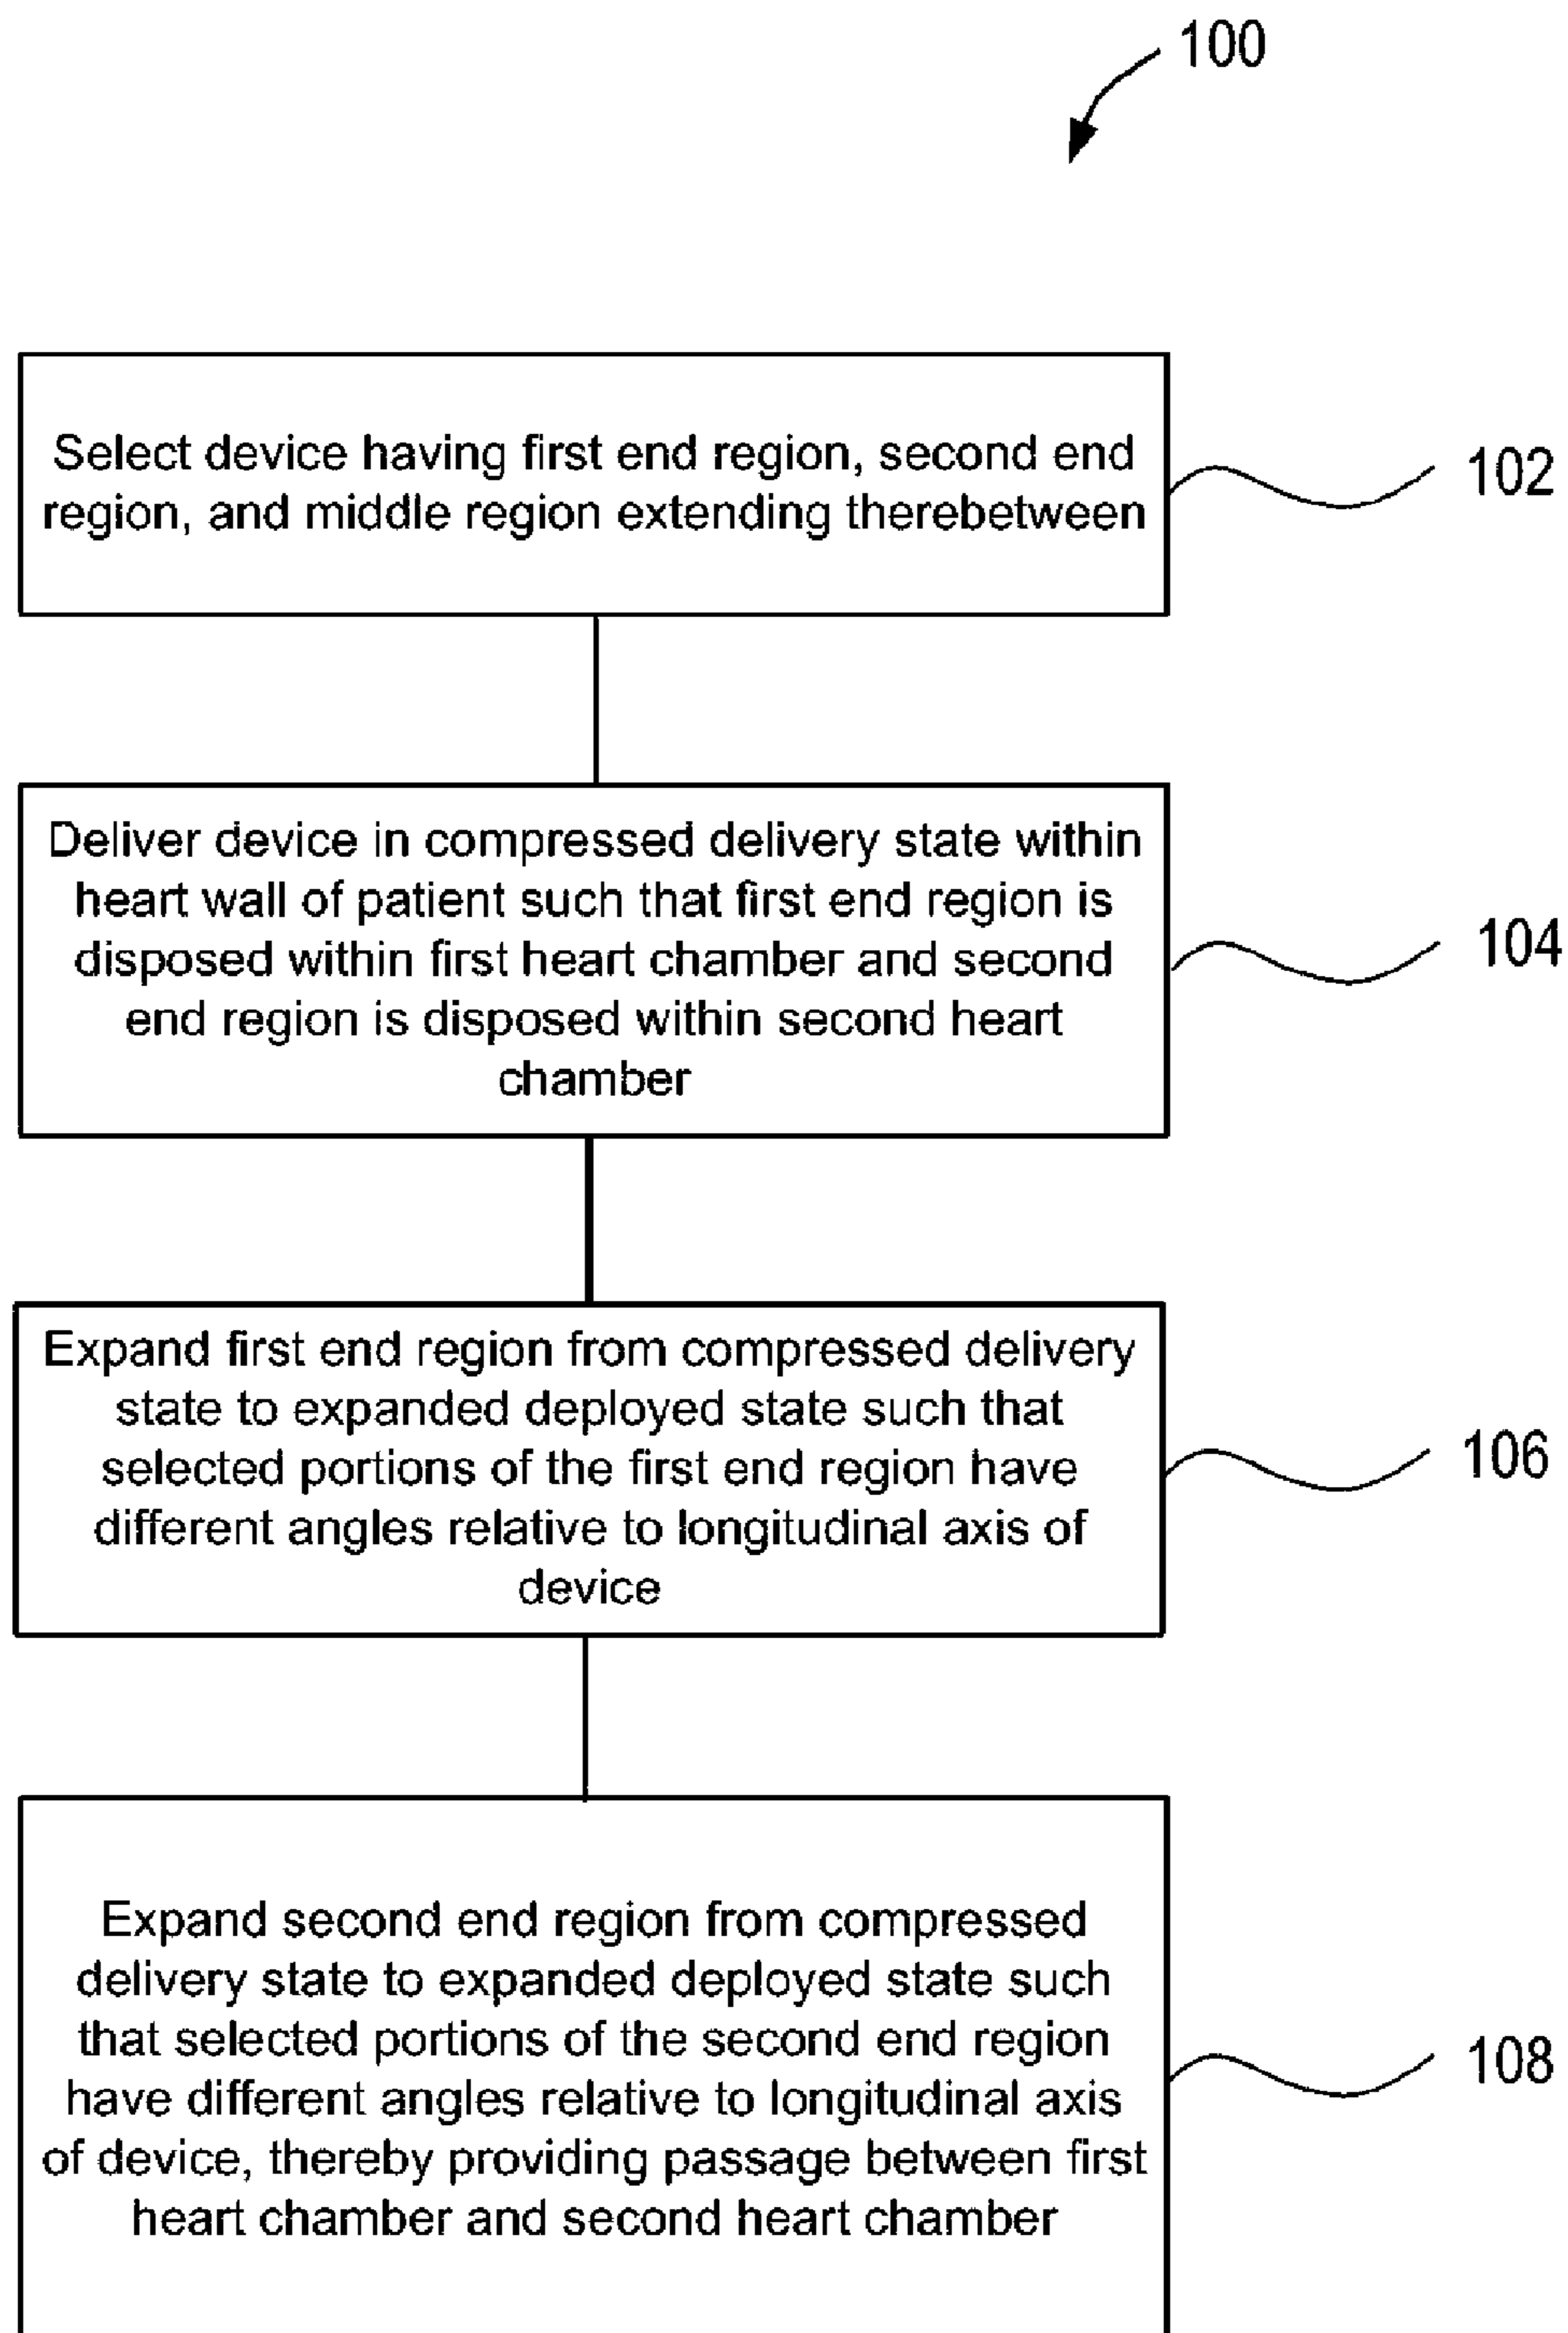 100
Select device having first end region, second end
region, and middle region extending therebetween
102
Deliver device in compressed delivery state within
heart wall of patient such that first end region is
disposed within first heart chamber and second
end region is disposed within second heart
chamber
104
Expand first end region from compressed delivery
state to expanded deployed state such that
selected portions of the first end region have
different angles relative to longitudinal axis of
device
106
Expand second end region from compressed
delivery state to expanded deployed state such
that selected portions of the second end region
have different angles relative to longitudinal axis
of device, thereby providing passage between first
heart chamber and second heart chamber
108